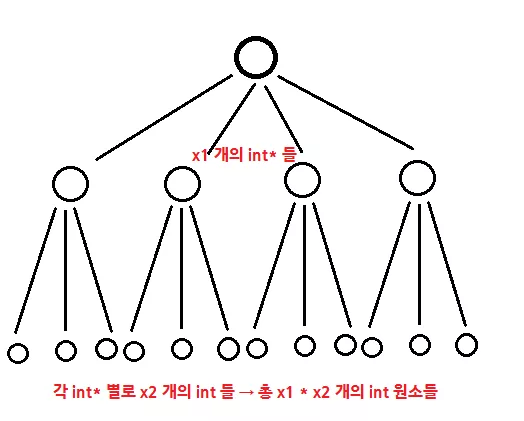 x1 개의 int* 들
각 int* 별로 x2 개의 int 들 → 총 x1 * x2 개의 int 원소들